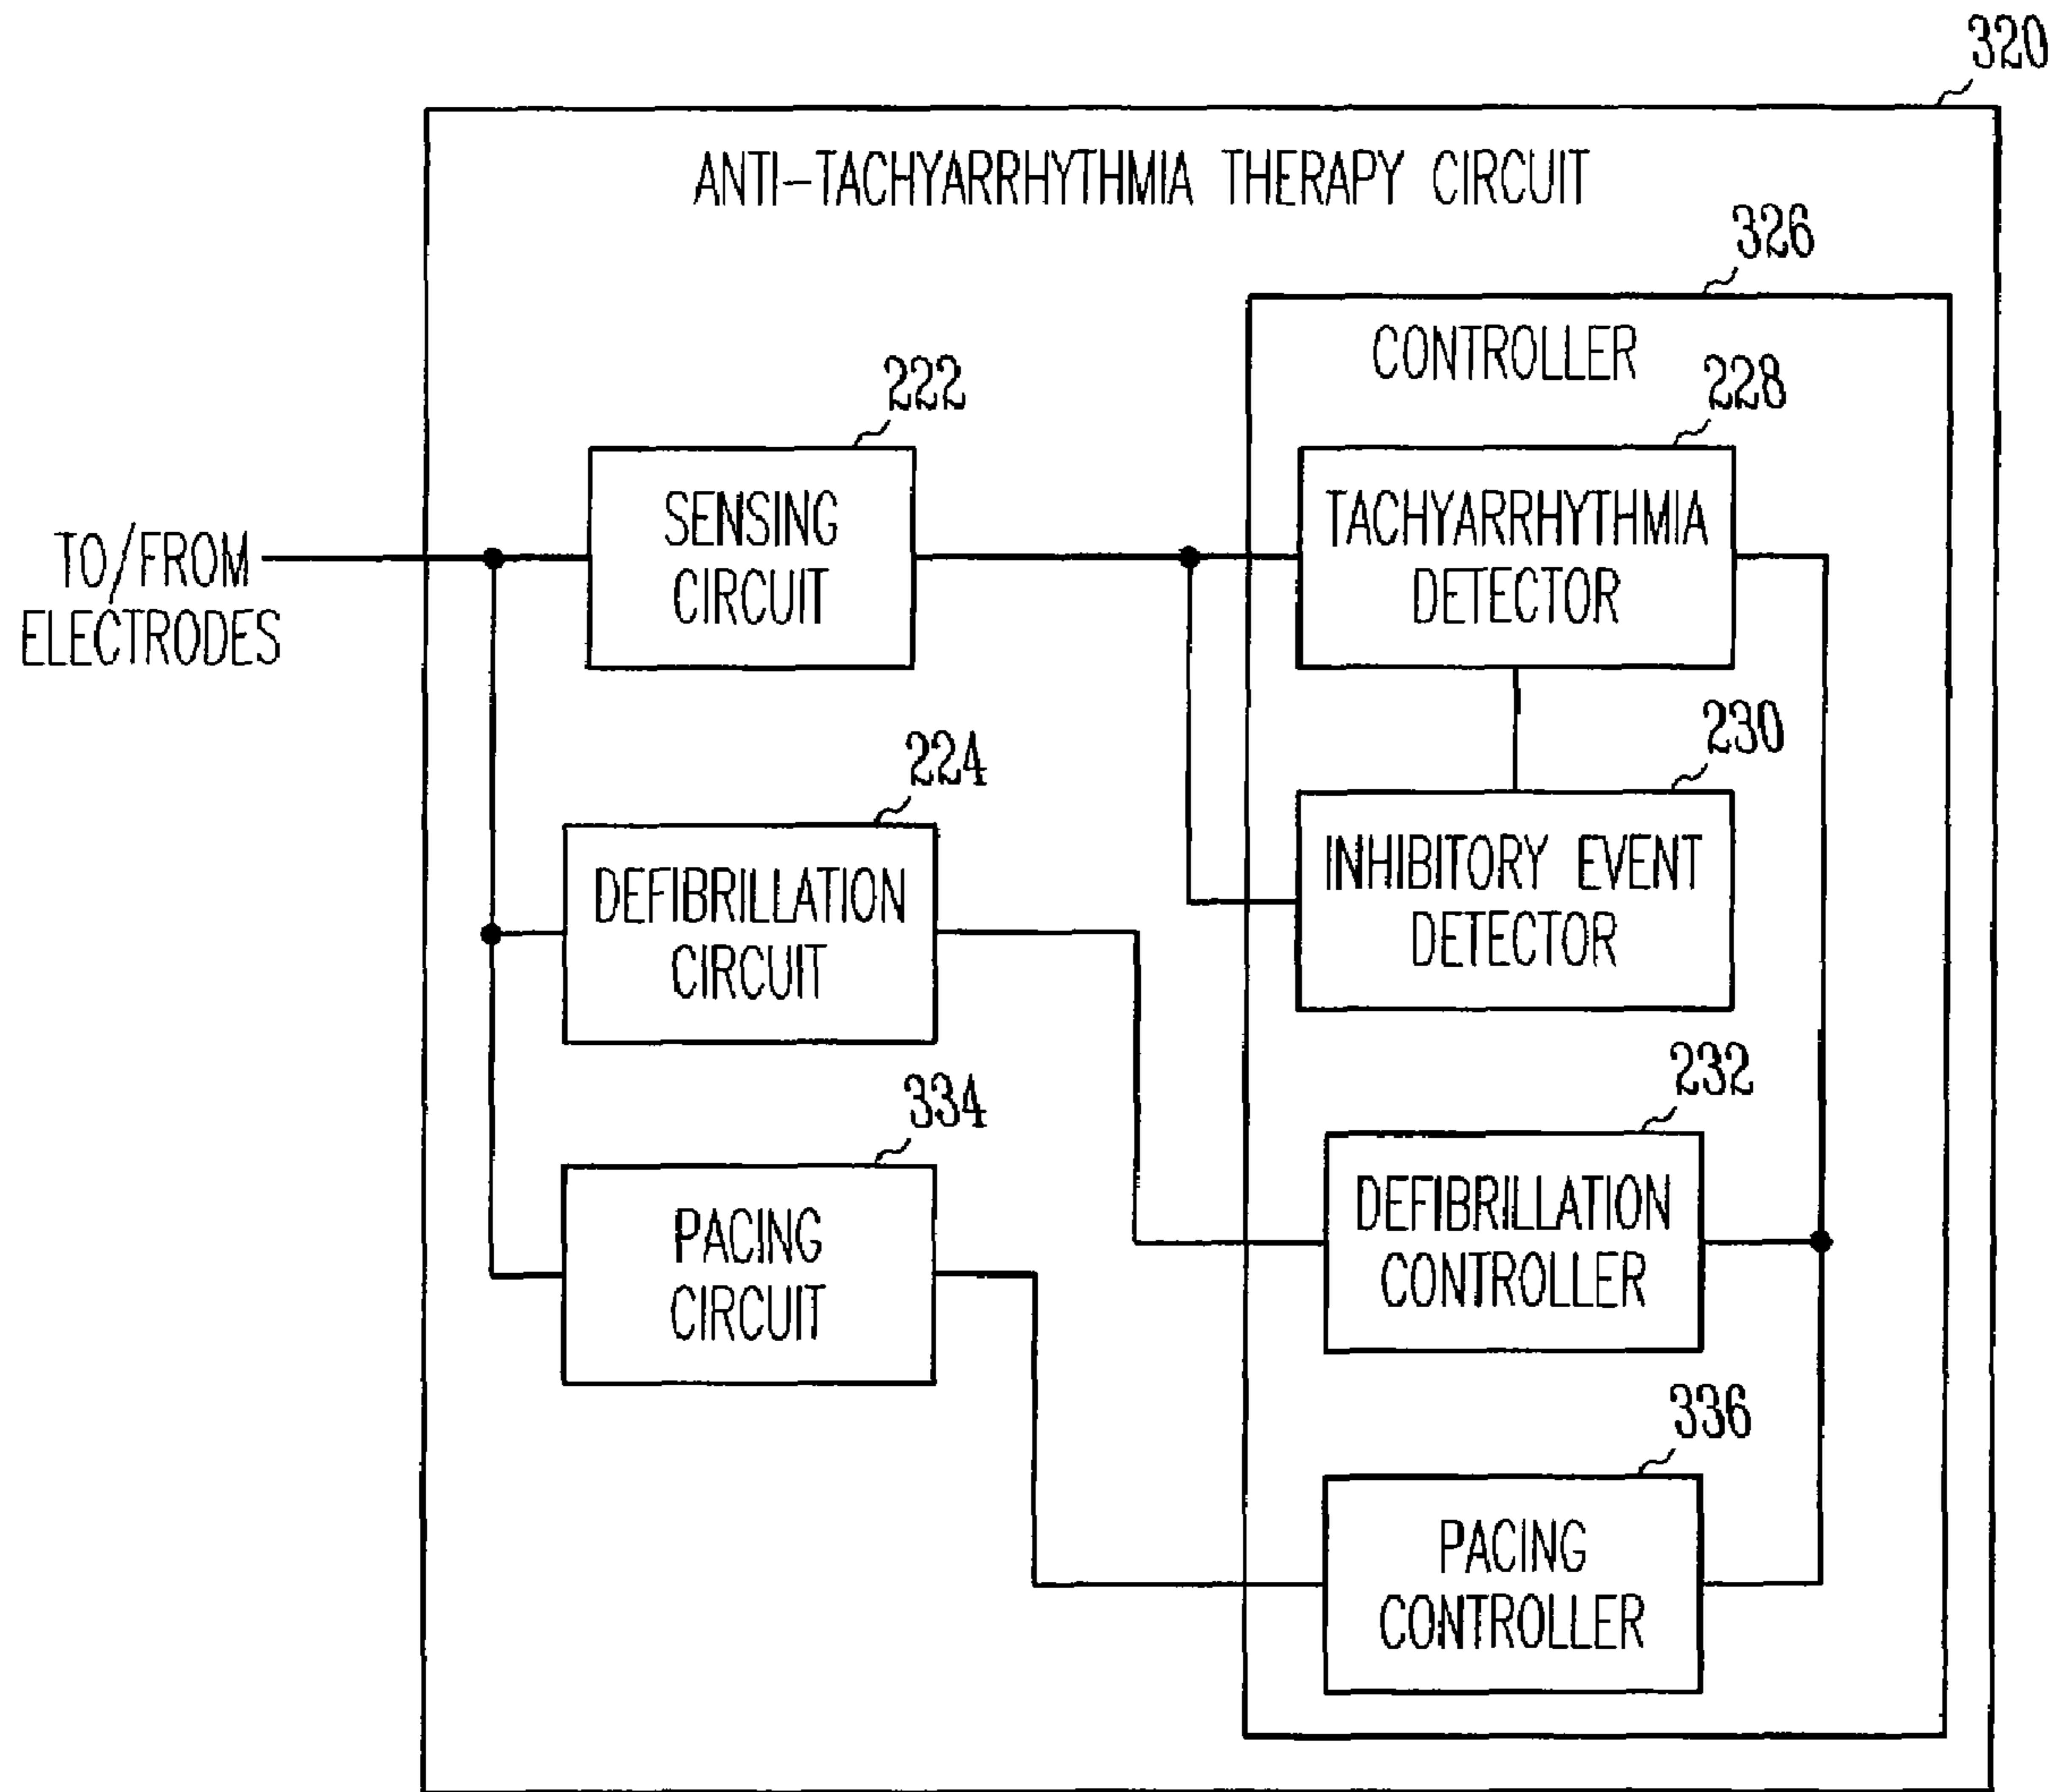 320
ANTI-TACHYARRHYTHMIA THERAPY CIRCUIT
326
CONTROLLER
222
228
SENSING
CIRCUIT
TACHYARRHYTHMIA
DETECTOR
TO/FROM
ELECTRODES
224
230
DEFIBRILLATION
CIRCUIT
INHIBITORY EVENT
DETECTOR
334
232
PACING
CIRCUIT
DEFIBRILLATION
CONTROLLER
336
PACING
CONTROLLER